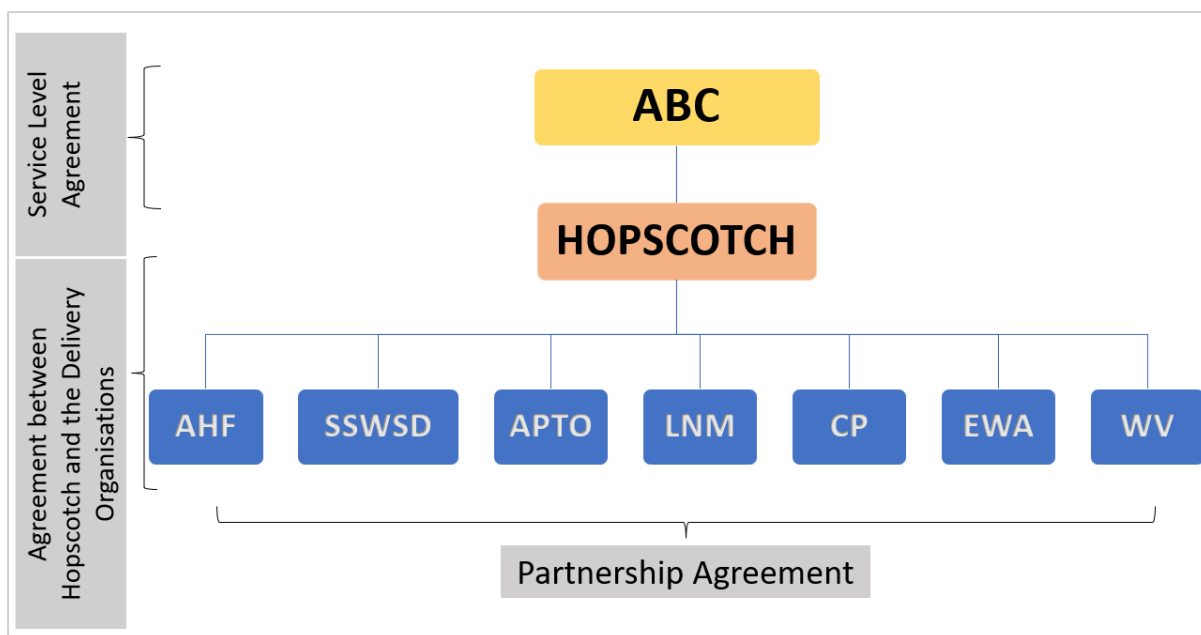 Service Level
Agreement
ABC
HOPSCOTCH
Agreement between
Hopscotch and the Delivery
Organisations
AHF
SSWSD
APTO
LNM
CP
EWA
WV
Partnership Agreement